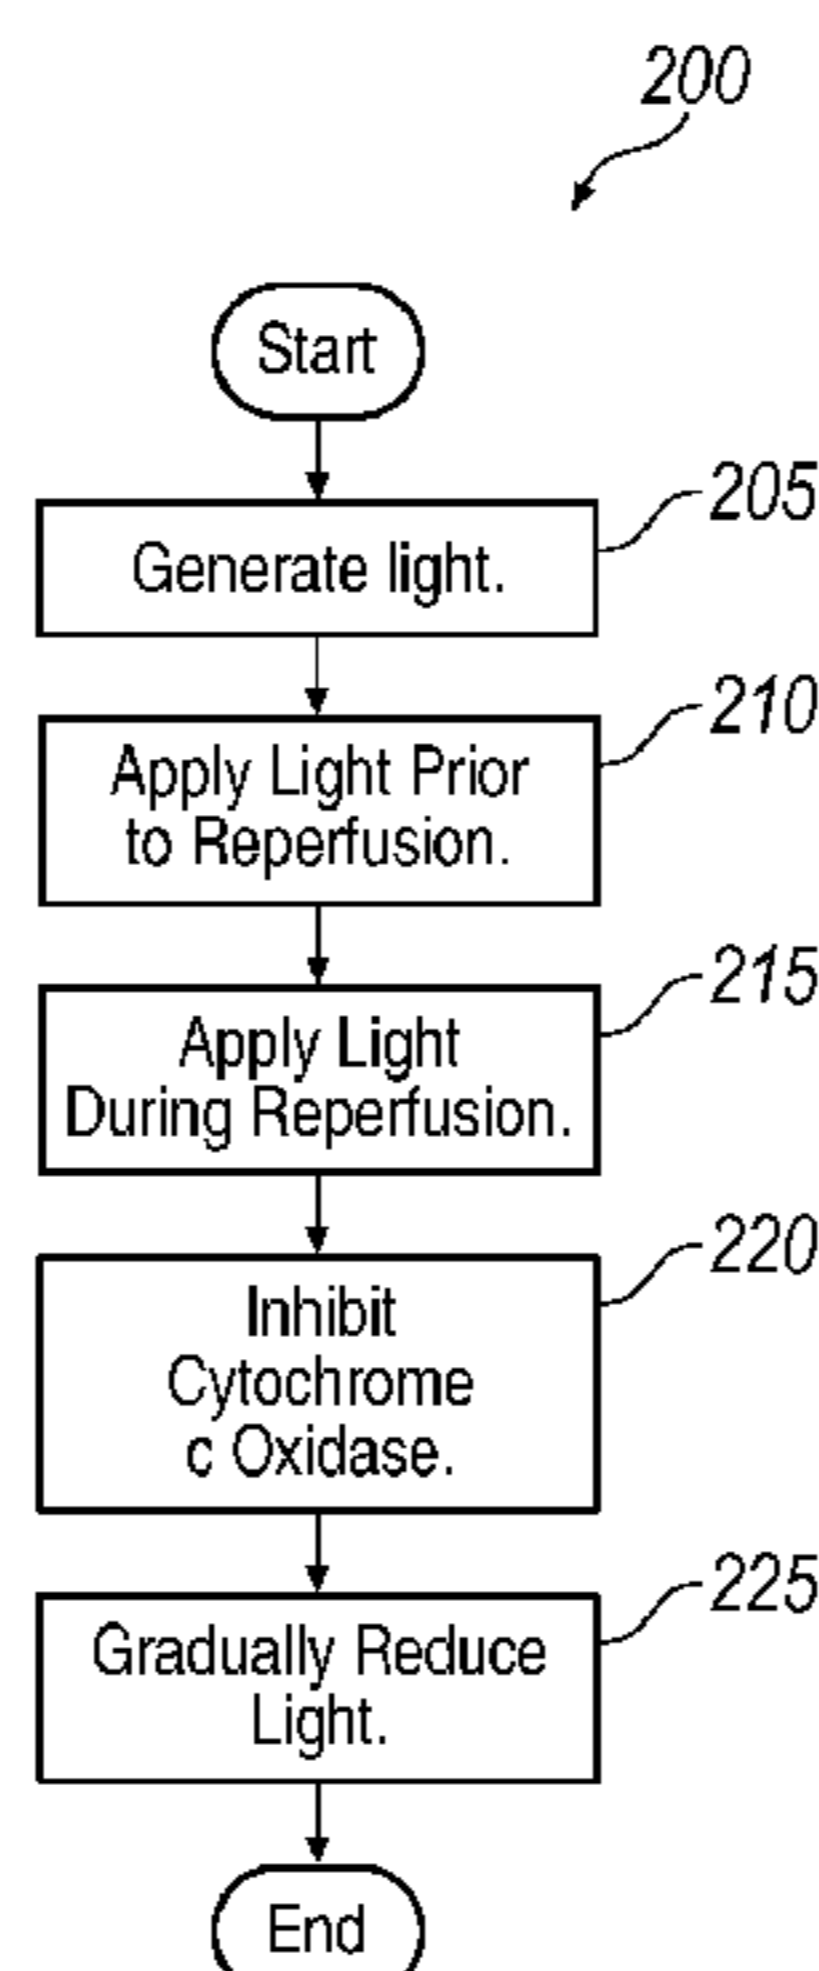 200
Start
Generate light.
205
Apply Light Prior
to Reperfusion.
210
Apply Light
During Reperfusion.
215
Inhibit
Cytochrome
c Oxidase.
220
Gradually Reduce
Light.
225
End